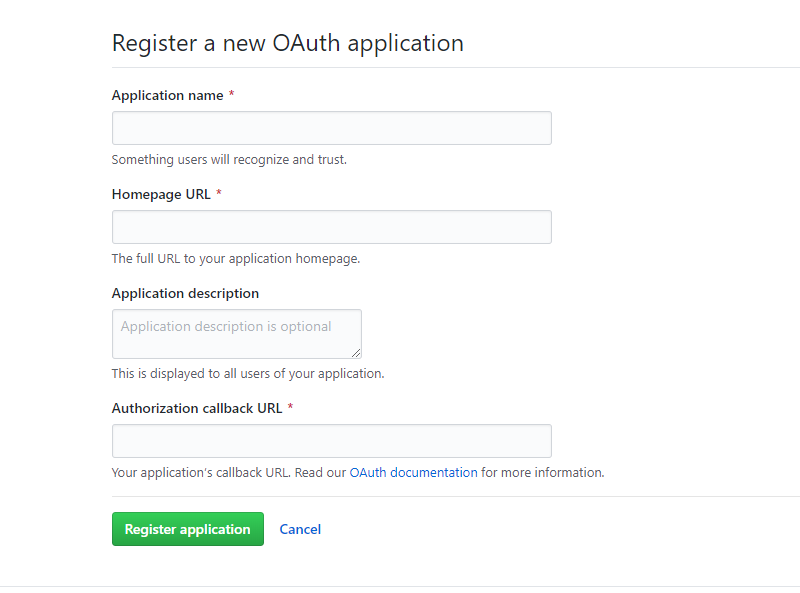 Register a new OAuth application
Application name *
Something users will recognize and trust.
Homepage URL *
The full URL to your application homepage.
Application description
Application description is optional
This is displayed to all users of your application.
Authorization callback URL *
Your application's callback URL. Read our OAuth documentation for more information.
Register application Cancel